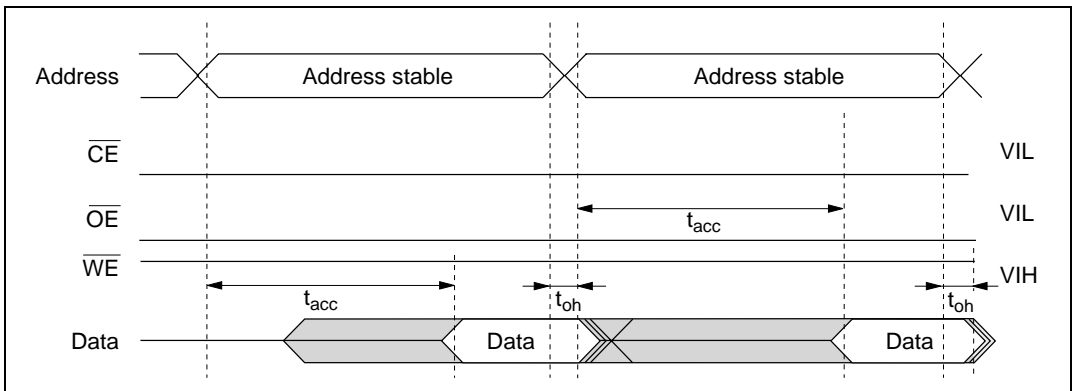 Address Address stable Address stable
CE VIL
OE tacc VIL
WE VIH
tacc toh toh
Data Data Data